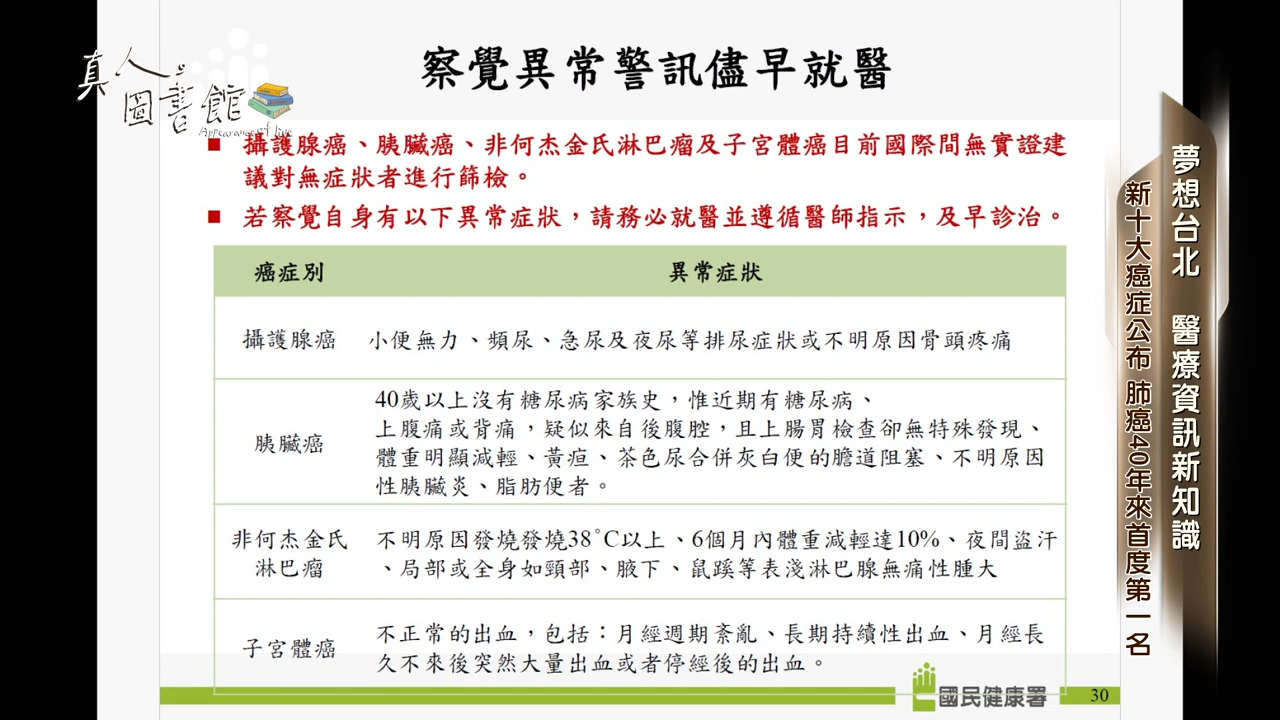 真人圖書館
Appearance of live
察覺異常警訊儘早就醫
攝護腺癌、胰臟癌、非何杰金氏淋巴瘤及子宮體癌目前國際間無實證建
議對無症狀者進行篩檢。
若察覺自身有以下異常症狀，請務必就醫並遵循醫師指示，及早診治。
癌症別 異常症狀
攝護腺癌 小便無力、頻尿、急尿及夜尿等排尿症狀或不明原因骨頭疼痛
胰臟癌
40歲以上沒有糖尿病家族史，惟近期有糖尿病、
上腹痛或背痛，疑似來自後腹腔，且上腸胃檢查卻無特殊發現、
體重明顯減輕、黃疸、茶色尿合併灰白便的膽道阻塞、不明原因
性胰臟炎、脂肪便者。
非何杰金氏
淋巴瘤
不明原因發燒發燒38°C以上、6個月內體重減輕達10%、夜間盜汗
、局部或全身如頸部、腋下、鼠蹊等表淺淋巴腺無痛性腫大
子宮體癌
不正常的出血，包括：月經週期紊亂、長期持續性出血、月經長
久不來後突然大量出血或者停經後的出血。
國民健康署
30
夢想台北 醫療資訊新知識
新十大癌症公布 肺癌40年來首度第一名